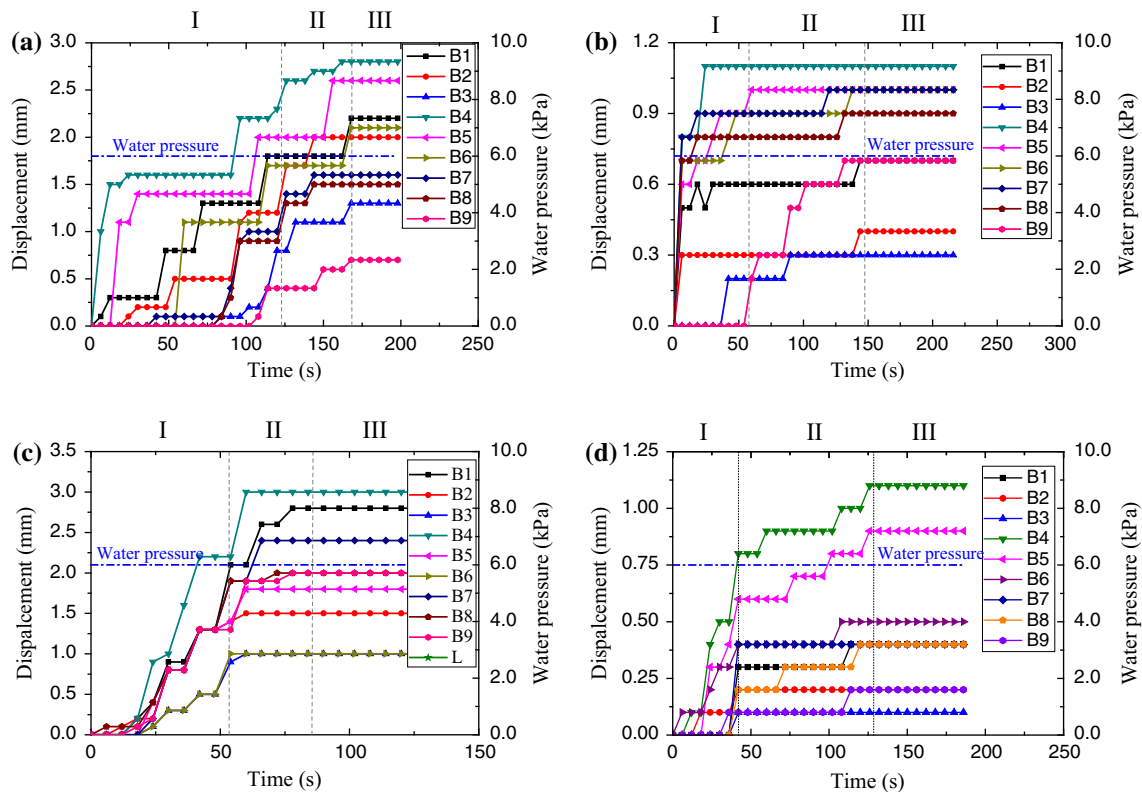 (a)
I II III
3.0
2.5
2.0
1.5
1.0
0.5
0.0
Displacement (mm)
0 50 100 150 200 250
Time (s)
10.0
8.0
6.0
4.0
2.0
0.0
Water pressure (kPa)
Water pressure
B1
B2
B3
B4
B5
B6
B7
B8
B9
(b)
I II III
1.2
0.9
0.6
0.3
0.0
Displacement (mm)
0 50 100 150 200 250 300
Time (s)
10.0
8.0
6.0
4.0
2.0
0.0
Water pressure (kPa)
Water pressure
B1
B2
B3
B4
B5
B6
B7
B8
B9
(c)
I II III
3.5
3.0
2.5
2.0
1.5
1.0
0.5
0.0
Dispalcement (mm)
0 50 100 150
Time (s)
10.0
8.0
6.0
4.0
2.0
0.0
Water pressure (kPa)
Water pressure
B1
B2
B3
B4
B5
B6
B7
B8
B9
L
(d)
I II III
1.25
1.00
0.75
0.50
0.25
0.00
Dispalcement (mm)
0 50 100 150 200 250
Time (s)
10.0
8.0
6.0
4.0
2.0
0.0
Water pressure (kPa)
Water pressure
B1
B2
B3
B4
B5
B6
B7
B8
B9